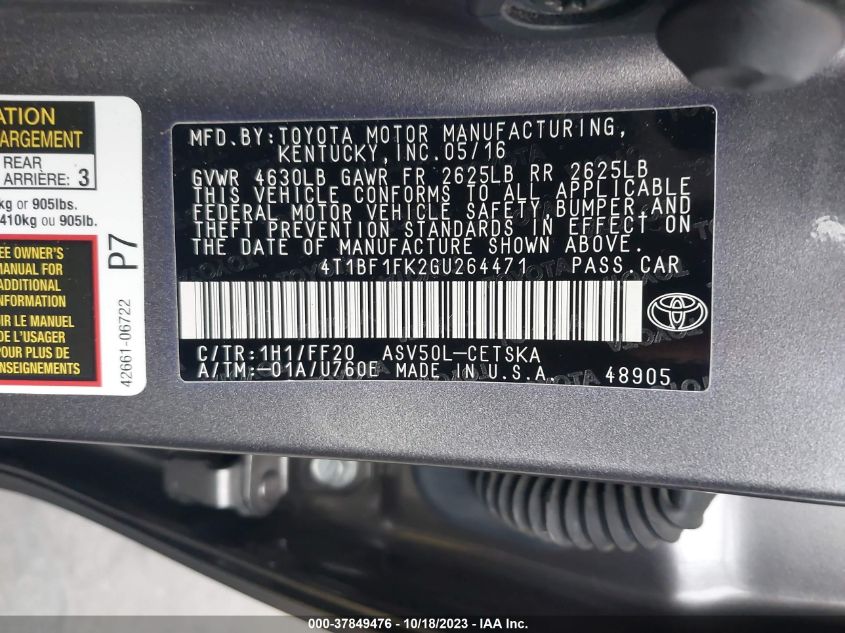 ATION
ARGEMENT
REAR
ARRIÈRE: 3
kg or 905lbs.
410kg ou 905lb.
EE OWNER'S
MANUAL FOR
ADDITIONAL
INFORMATION
IR LE MANUEL
DE L'USAGER
POUR PLUS DE
ENSEIGNEMENTS
P7
42661-06722
MFD.BY:TOYOTA MOTOR MANUFACTURING,
KENTUCKY,INC.05/16
GVWR 4630LB GAWR FR 2625LB RR 2625LB
THIS VEHICLE CONFORMS TO ALL APPLICABLE
FEDERAL MOTOR VEHICLE SAFETY,BUMPER,AND
THEFT PREVENTION STANDARDS IN EFFECT ON
THE DATE OF MANUFACTURE SHOWN ABOVE.
4T1BF1FK2GU264471 PASS.CAR
C/TR:1H1/FF20 ASV50L-CETSKA
A/TM:-01A/U760E MADE IN U.S.A. 48905
000-37849476 - 10/18/2023 - IAAI.com